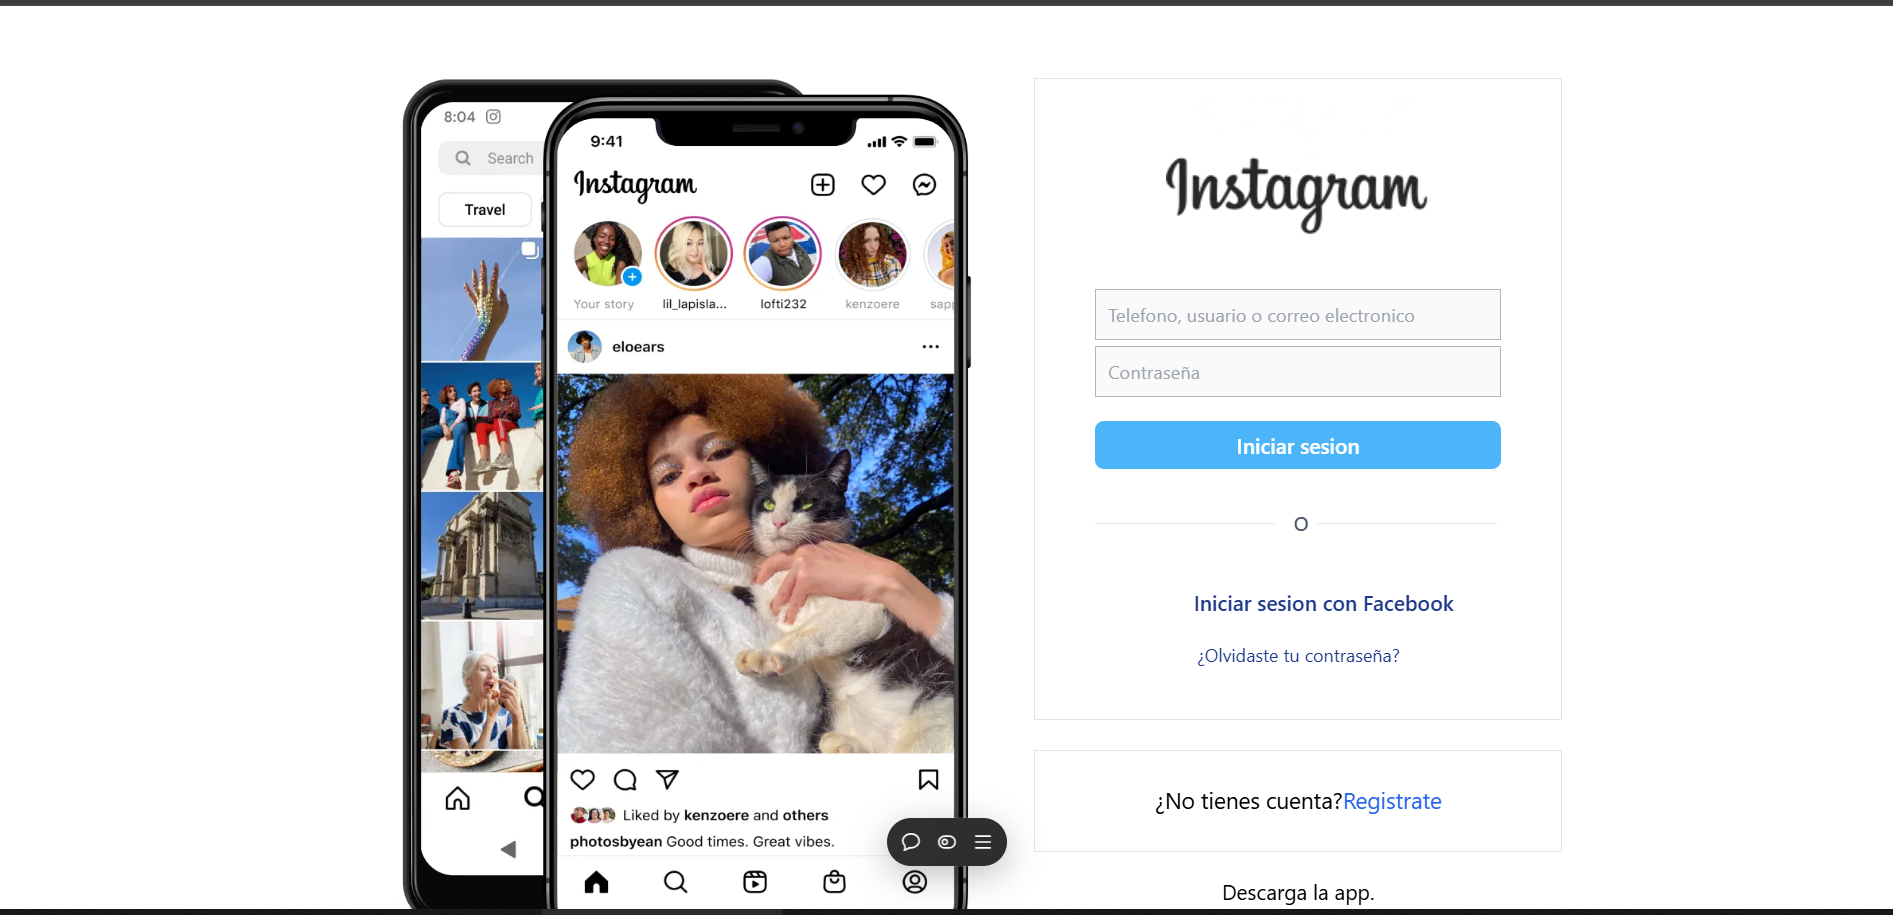 8:04
Search
Travel
9:41
Instagram
Your story
lil_lapisla...
lofti232
kenzoere
sapp
eloears
Liked by kenzoere and others
photosbyean Good times. Great vibes.
Instagram
Telefono, usuario o correo electronico
Contraseña
Iniciar sesion
O
Iniciar sesion con Facebook
¿Olvidaste tu contraseña?
¿No tienes cuenta?Registrate
Descarga la app.